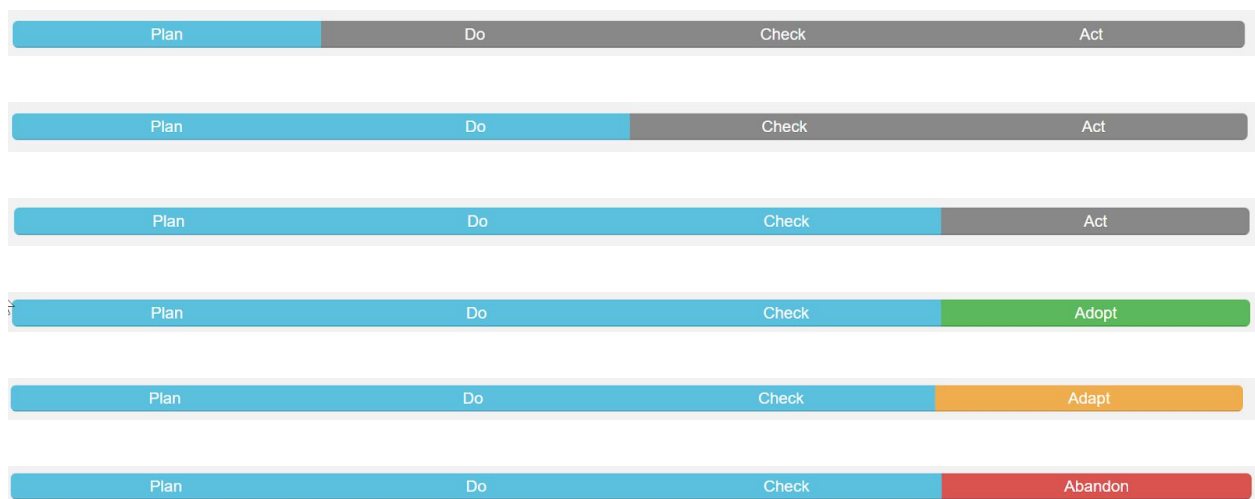 Plan Do Check Act
Plan Do Check Act
Plan Do Check Act
Plan Do Check Adopt
Plan Do Check Adapt
Plan Do Check Abandon